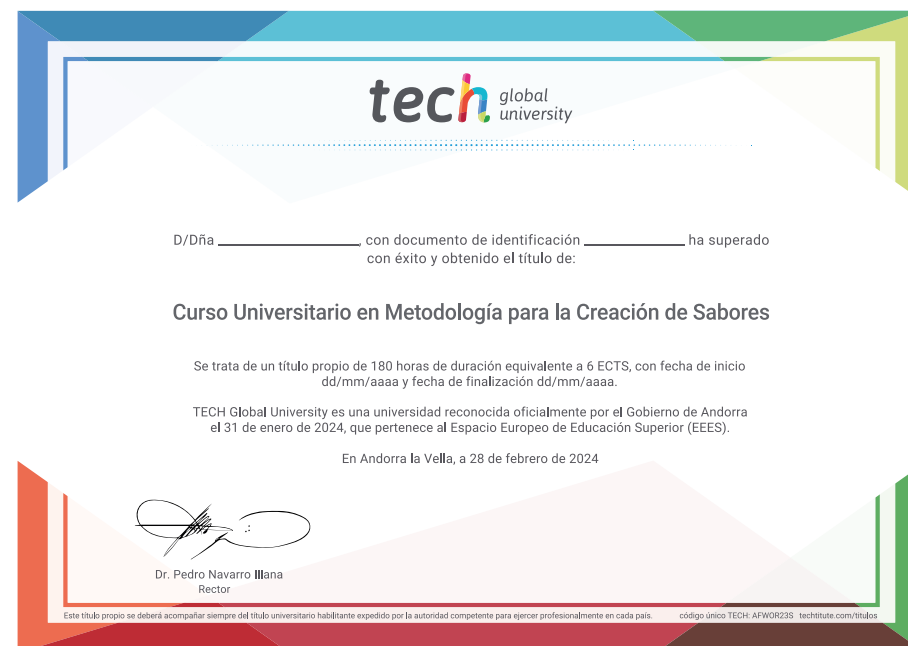 tech global university
D/Dña ______________, con documento de identificación __________ ha superado
con éxito y obtenido el título de:
Curso Universitario en Metodología para la Creación de Sabores
Se trata de un título propio de 180 horas de duración equivalente a 6 ECTS, con fecha de inicio
dd/mm/aaaa y fecha de finalización dd/mm/aaaa.
TECH Global University es una universidad reconocida oficialmente por el Gobierno de Andorra
el 31 de enero de 2024, que pertenece al Espacio Europeo de Educación Superior (EEES).
En Andorra la Vella, a 28 de febrero de 2024
Dr. Pedro Navarro Illana
Rector
Este título propio se deberá acompañar siempre del título universitario habilitante expedido por la autoridad competente para ejercer profesionalmente en cada país. código único TECH: AFWOR23S techtitute.com/titulos